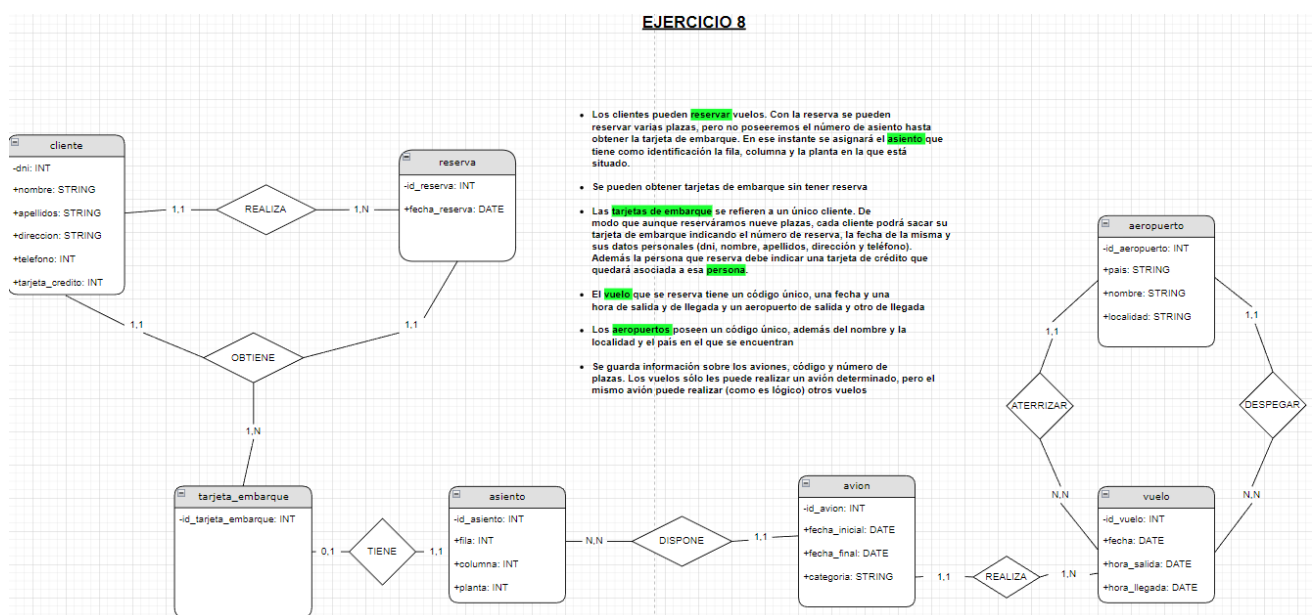 EJERCICIO 8
Los clientes pueden reservar vuelos. Con la reserva se pueden
reservar varias plazas, pero no poseeremos el número de asiento hasta
obtener la tarjeta de embarque. En ese instante se asignará el asiento que
tiene como identificación la fila, columna y la planta en la que está
situado.
Se pueden obtener tarjetas de embarque sin tener reserva
Las tarjetas de embarque se refieren a un único cliente. De
modo que aunque reserváramos nueve plazas, cada cliente podrá sacar su
tarjeta de embarque indicando el número de reserva, la fecha de la misma y
sus datos personales (dni, nombre, apellidos, dirección y teléfono).
Además la persona que reserva debe indicar una tarjeta de crédito que
quedará asociada a esa persona.
El vuelo que se reserva tiene un código único, una fecha y una
hora de salida y de llegada y un aeropuerto de salida y otro de llegada
Los aeropuertos poseen un código único, además del nombre y la
localidad y el país en el que se encuentran
Se guarda información sobre los aviones, código y número de
plazas. Los vuelos sólo les puede realizar un avión determinado, pero el
mismo avión puede realizar (como es lógico) otros vuelos
cliente
-dni: INT
+nombre: STRING
+apellidos: STRING
+direccion: STRING
+telefono: INT
+tarjeta_credito: INT
1,1
REALIZA
1,N
reserva
-id_reserva: INT
+fecha_reserva: DATE
1,1
1,1
OBTIENE
1,N
tarjeta_embarque
-id_tarjeta_embarque: INT
0,1
TIENE
1,1
asiento
-id_asiento: INT
+fila: INT
+columna: INT
+planta: INT
N,N
DISPONE
1,1
avion
-id_avion: INT
+fecha_inicial: DATE
+fecha_final: DATE
+categoria: STRING
1,1
REALIZA
1,N
vuelo
-id_vuelo: INT
+fecha: DATE
+hora_salida: DATE
+hora_llegada: DATE
aeropuerto
-id_aeropuerto: INT
+pais: STRING
+nombre: STRING
+localidad: STRING
1,1
ATERRIZAR
N,N
1,1
DESPEGAR
N,N